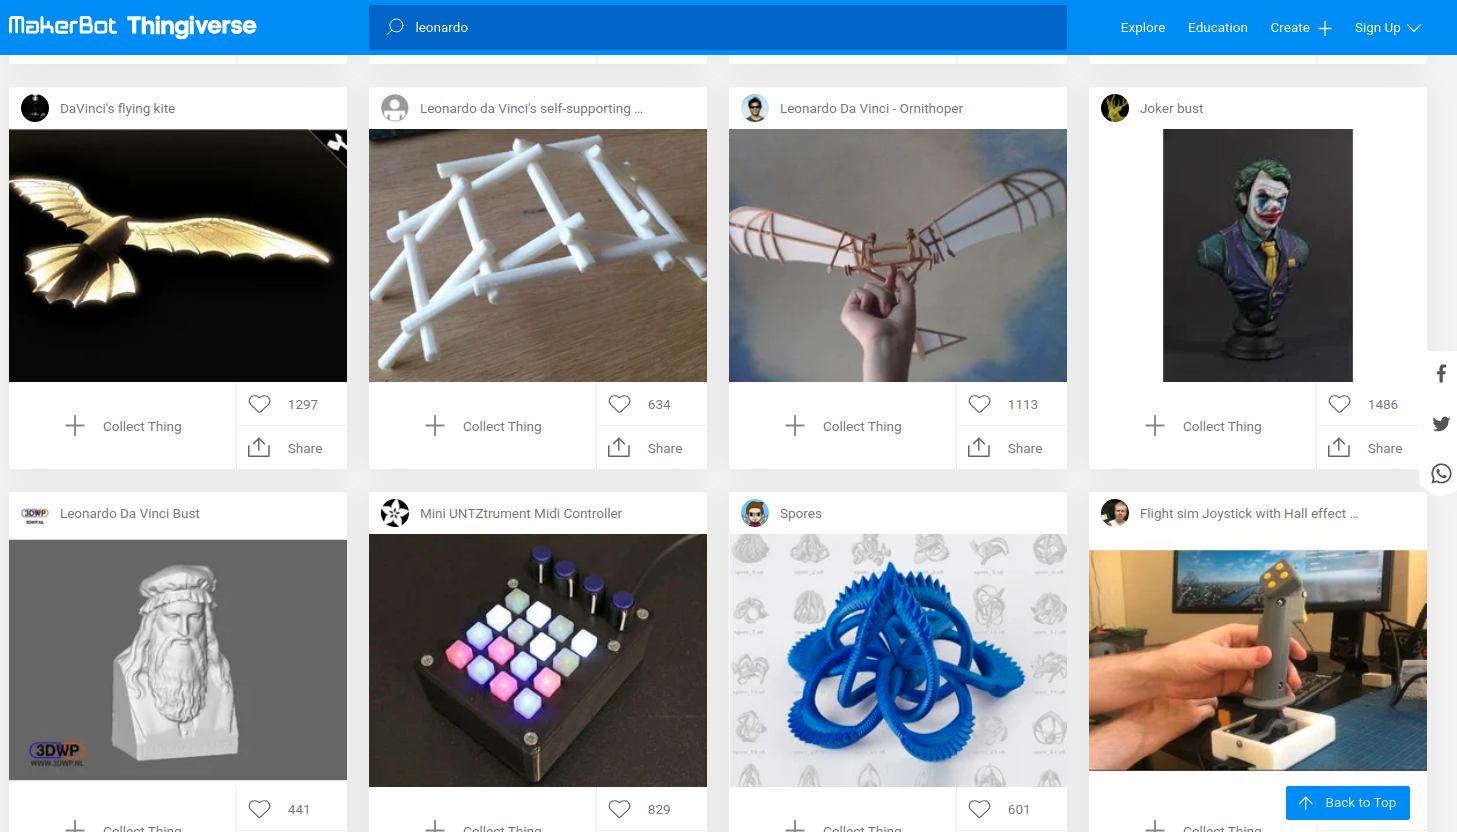 MakerBot Thingiverse
leonardo
Explore
Education
Create
Sign Up
DaVinci's flying kite
Leonardo da Vinci's self-supporting ...
Leonardo Da Vinci - Ornithoper
Joker bust
1297
Collect Thing
Share
634
Collect Thing
Share
1113
Collect Thing
Share
1486
Collect Thing
Share
3DWP
3DWP.NL
Leonardo Da Vinci Bust
Mini UNTZtrument Midi Controller
Spores
Flight sim Joystick with Hall effect ...
3DWP
WWW.3DWP.NL
441
Collect Thing
829
Collect Thing
601
Collect Thing
Back to Top
Collect Thing